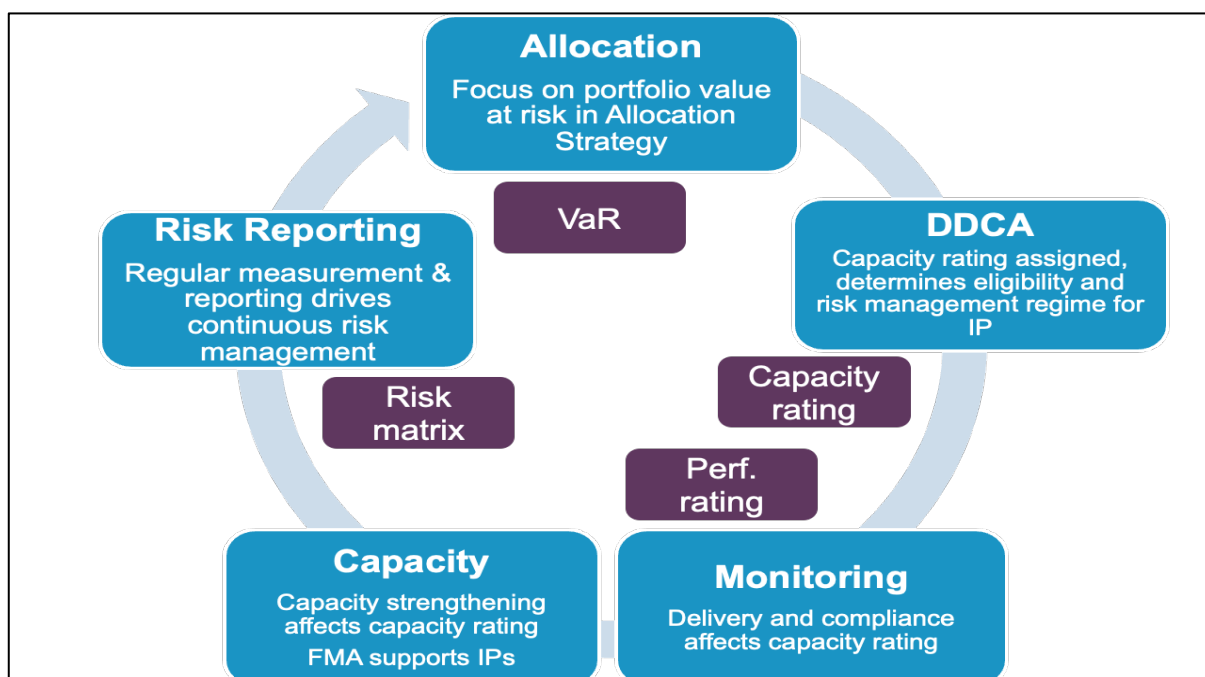 Allocation
Focus on portfolio value
at risk in Allocation
Strategy
VaR
DDCA
Capacity rating assigned,
determines eligibility and
risk management regime for
IP
Capacity
rating
Perf.
rating
Monitoring
Delivery and compliance
affects capacity rating
Capacity
Capacity strengthening
affects capacity rating
FMA supports IPs
Risk
matrix
Risk Reporting
Regular measurement &
reporting drives
continuous risk
management